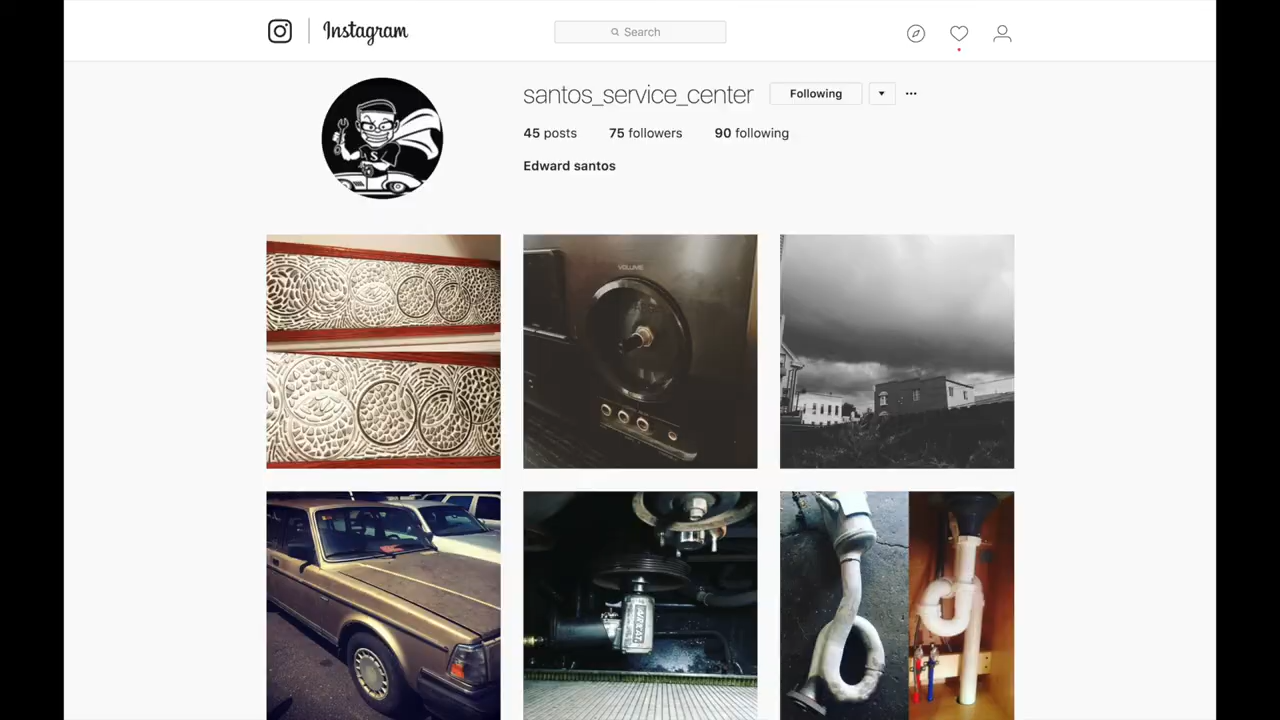 Instagram
Search
santos_service_center Following
45 posts 75 followers 90 following
Edward santos
S
VOLUME